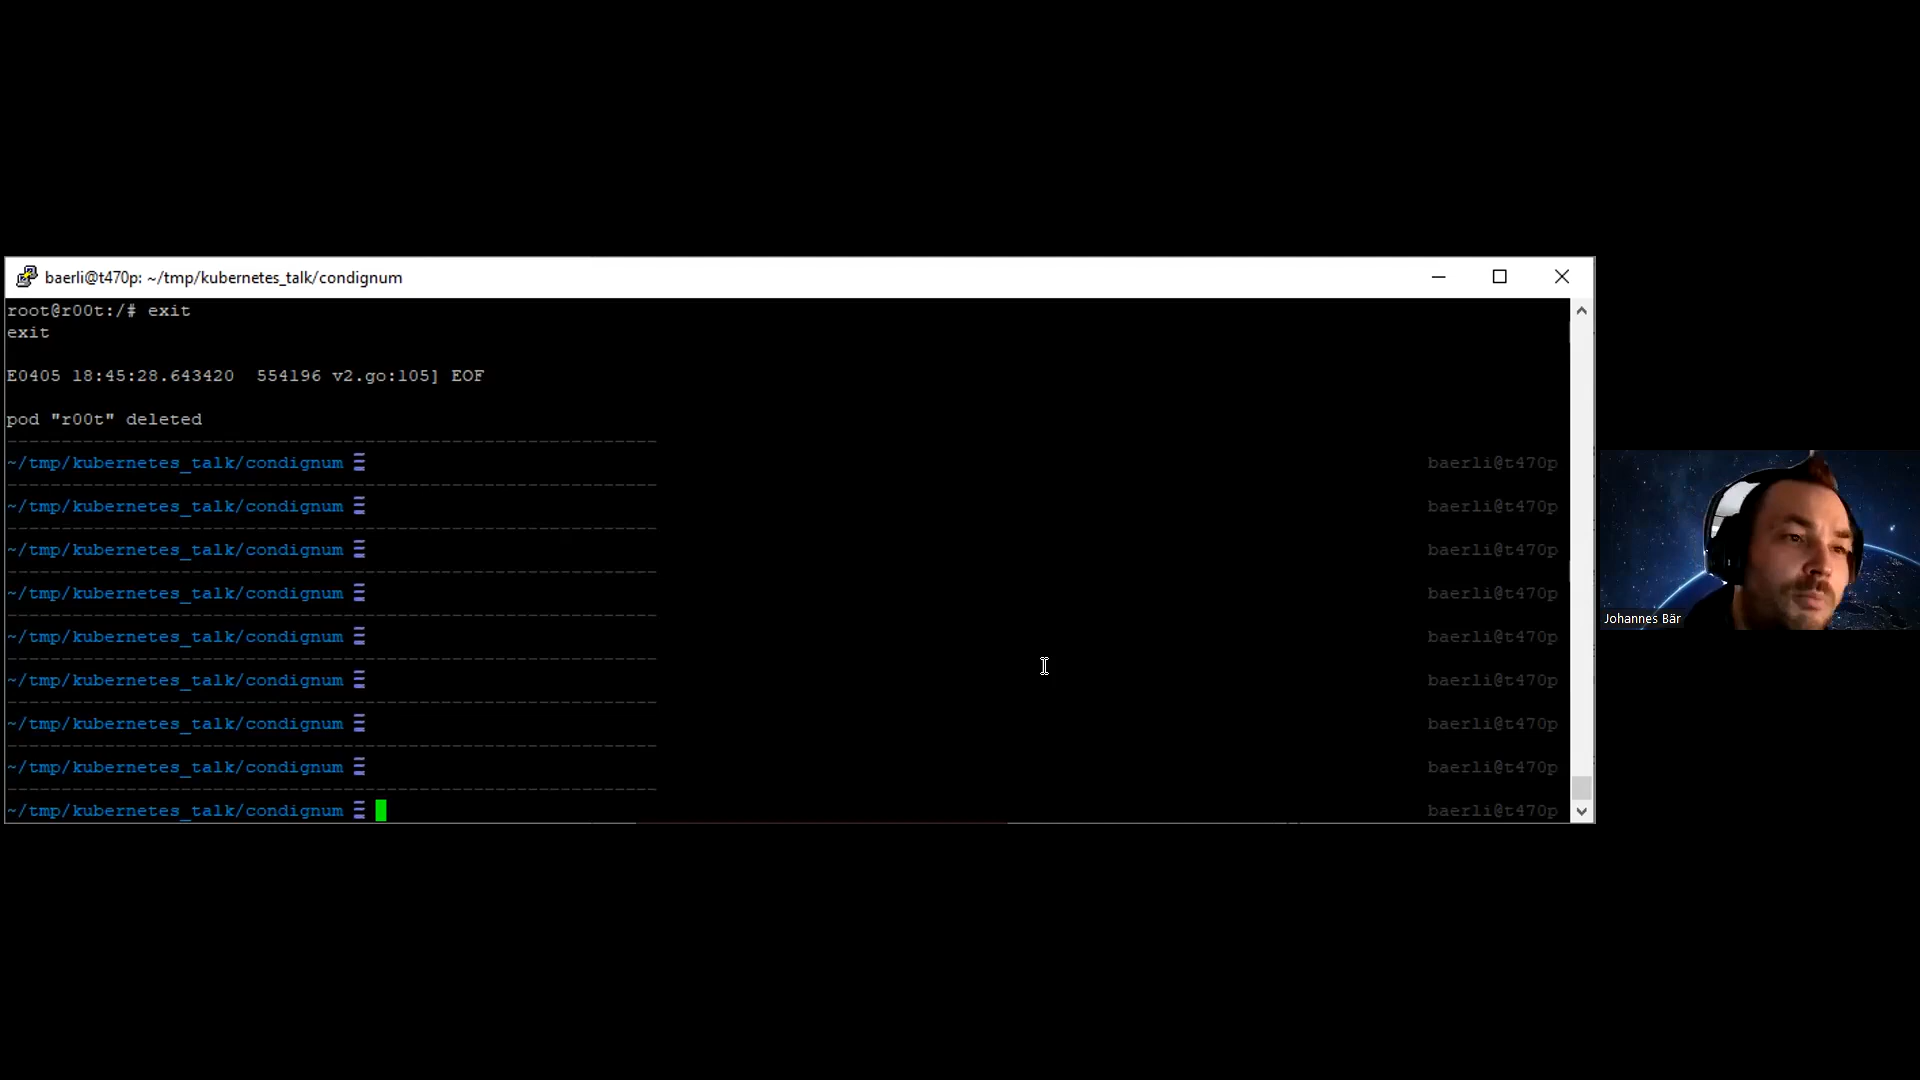 baerli@t470p: ~/tmp/kubernetes_talk/condignum
root@r00t:/# exit
exit
E0405 18:45:28.643420  554196 v2.go:105] EOF
pod "r00t" deleted
------------------------------------------------------------
~/tmp/kubernetes_talk/condignum Ξ baerli@t470p
------------------------------------------------------------
~/tmp/kubernetes_talk/condignum Ξ baerli@t470p
------------------------------------------------------------
~/tmp/kubernetes_talk/condignum Ξ baerli@t470p
------------------------------------------------------------
~/tmp/kubernetes_talk/condignum Ξ baerli@t470p
------------------------------------------------------------
~/tmp/kubernetes_talk/condignum Ξ baerli@t470p
------------------------------------------------------------
~/tmp/kubernetes_talk/condignum Ξ baerli@t470p
------------------------------------------------------------
~/tmp/kubernetes_talk/condignum Ξ baerli@t470p
------------------------------------------------------------
~/tmp/kubernetes_talk/condignum Ξ baerli@t470p
------------------------------------------------------------
~/tmp/kubernetes_talk/condignum Ξ baerli@t470p
Johannes Bär